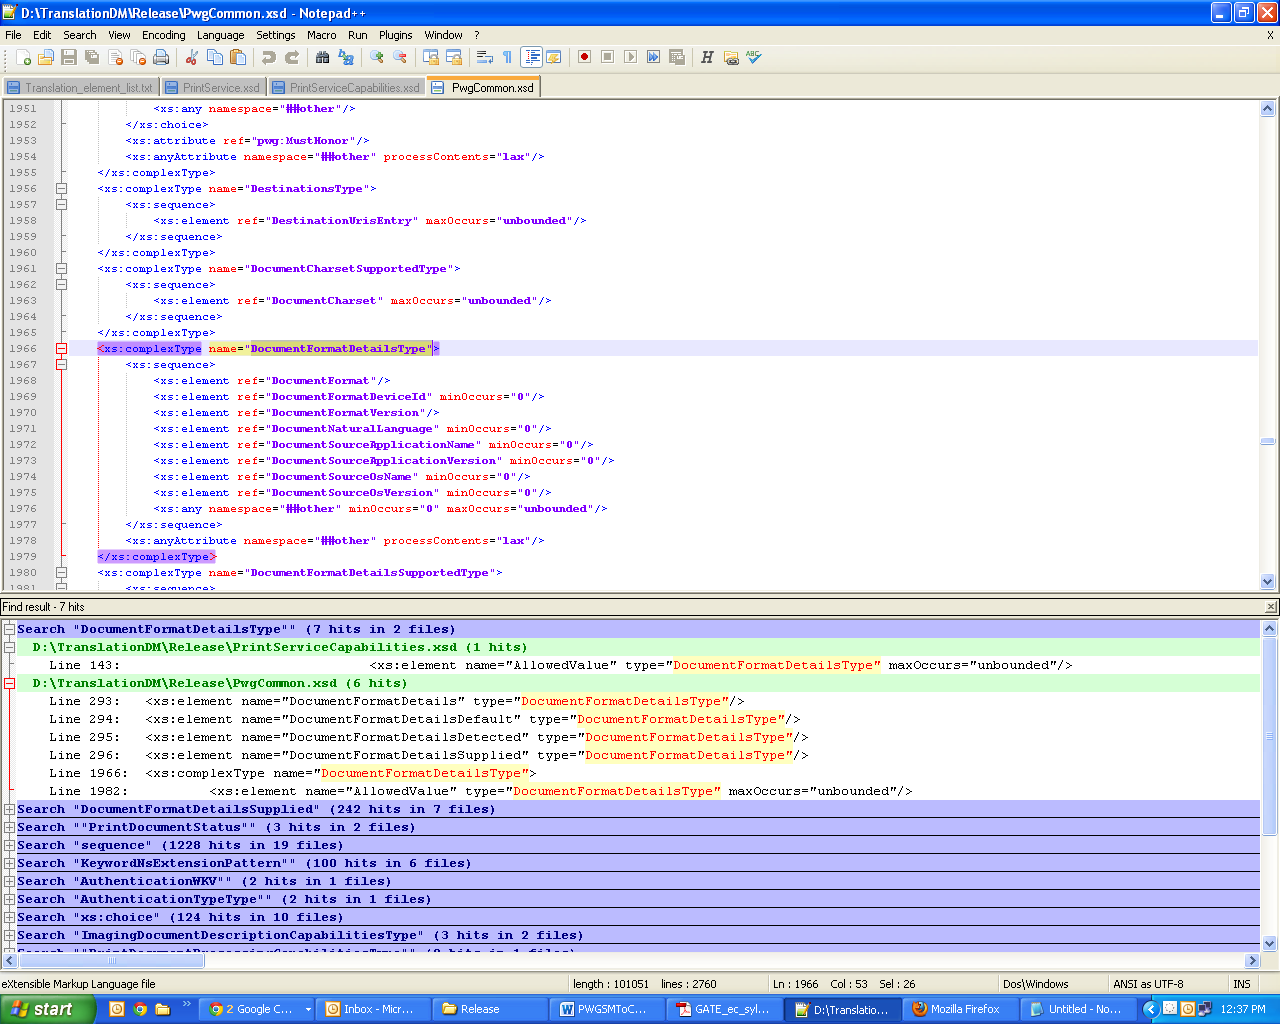 D:\TranslationDM\Release\PwgCommon.xsd - Notepad++
File Edit Search View Encoding Language Settings Macro Run Plugins Window ? X
Translation_element_list.txt PrintService.xsd PrintServiceCapabilities.xsd PwgCommon.xsd
1951 <xs:any namespace="##other"/>
1952 </xs:choice>
1953 <xs:attribute ref="pwg:MustHonor"/>
1954 <xs:anyAttribute namespace="##other" processContents="lax"/>
1955 </xs:complexType>
1956 <xs:complexType name="DestinationsType">
1957 <xs:sequence>
1958 <xs:element ref="DestinationUrisEntry" maxOccurs="unbounded"/>
1959 </xs:sequence>
1960 </xs:complexType>
1961 <xs:complexType name="DocumentCharsetSupportedType">
1962 <xs:sequence>
1963 <xs:element ref="DocumentCharset" maxOccurs="unbounded"/>
1964 </xs:sequence>
1965 </xs:complexType>
1966 <xs:complexType name="DocumentFormatDetailsType">
1967 <xs:sequence>
1968 <xs:element ref="DocumentFormat"/>
1969 <xs:element ref="DocumentFormatDeviceId" minOccurs="0"/>
1970 <xs:element ref="DocumentFormatVersion"/>
1971 <xs:element ref="DocumentNaturalLanguage" minOccurs="0"/>
1972 <xs:element ref="DocumentSourceApplicationName" minOccurs="0"/>
1973 <xs:element ref="DocumentSourceApplicationVersion" minOccurs="0"/>
1974 <xs:element ref="DocumentSourceOsName" minOccurs="0"/>
1975 <xs:element ref="DocumentSourceOsVersion" minOccurs="0"/>
1976 <xs:any namespace="##other" minOccurs="0" maxOccurs="unbounded"/>
1977 </xs:sequence>
1978 <xs:anyAttribute namespace="##other" processContents="lax"/>
1979 </xs:complexType>
1980 <xs:complexType name="DocumentFormatDetailsSupportedType">
1981 <xs:sequence>
Find result - 7 hits
Search "DocumentFormatDetailsType"" (7 hits in 2 files)
D:\TranslationDM\Release\PrintServiceCapabilities.xsd (1 hits)
Line 143: <xs:element name="AllowedValue" type="DocumentFormatDetailsType" maxOccurs="unbounded"/>
D:\TranslationDM\Release\PwgCommon.xsd (6 hits)
Line 293: <xs:element name="DocumentFormatDetails" type="DocumentFormatDetailsType"/>
Line 294: <xs:element name="DocumentFormatDetailsDefault" type="DocumentFormatDetailsType"/>
Line 295: <xs:element name="DocumentFormatDetailsDetected" type="DocumentFormatDetailsType"/>
Line 296: <xs:element name="DocumentFormatDetailsSupplied" type="DocumentFormatDetailsType"/>
Line 1966: <xs:complexType name="DocumentFormatDetailsType">
Line 1982: <xs:element name="AllowedValue" type="DocumentFormatDetailsType" maxOccurs="unbounded"/>
Search "DocumentFormatDetailsSupplied" (242 hits in 7 files)
Search ""PrintDocumentStatus"" (3 hits in 2 files)
Search "sequence" (1228 hits in 19 files)
Search "KeywordNsExtensionPattern"" (100 hits in 6 files)
Search "AuthenticationWKV"" (2 hits in 1 files)
Search "AuthenticationTypeType"" (2 hits in 1 files)
Search "xs:choice" (124 hits in 10 files)
Search "ImagingDocumentDescriptionCapabilitiesType" (3 hits in 2 files)
eXtensible Markup Language file length : 101051 lines : 2760 Ln : 1966 Col : 53 Sel : 26 Dos\Windows ANSI as UTF-8 INS
start 2 Google C... Inbox - Micr... Release PWGSMToC... GATE_ec_syl... D:\Translatio... Mozilla Firefox Untitled - No... 12:37 PM